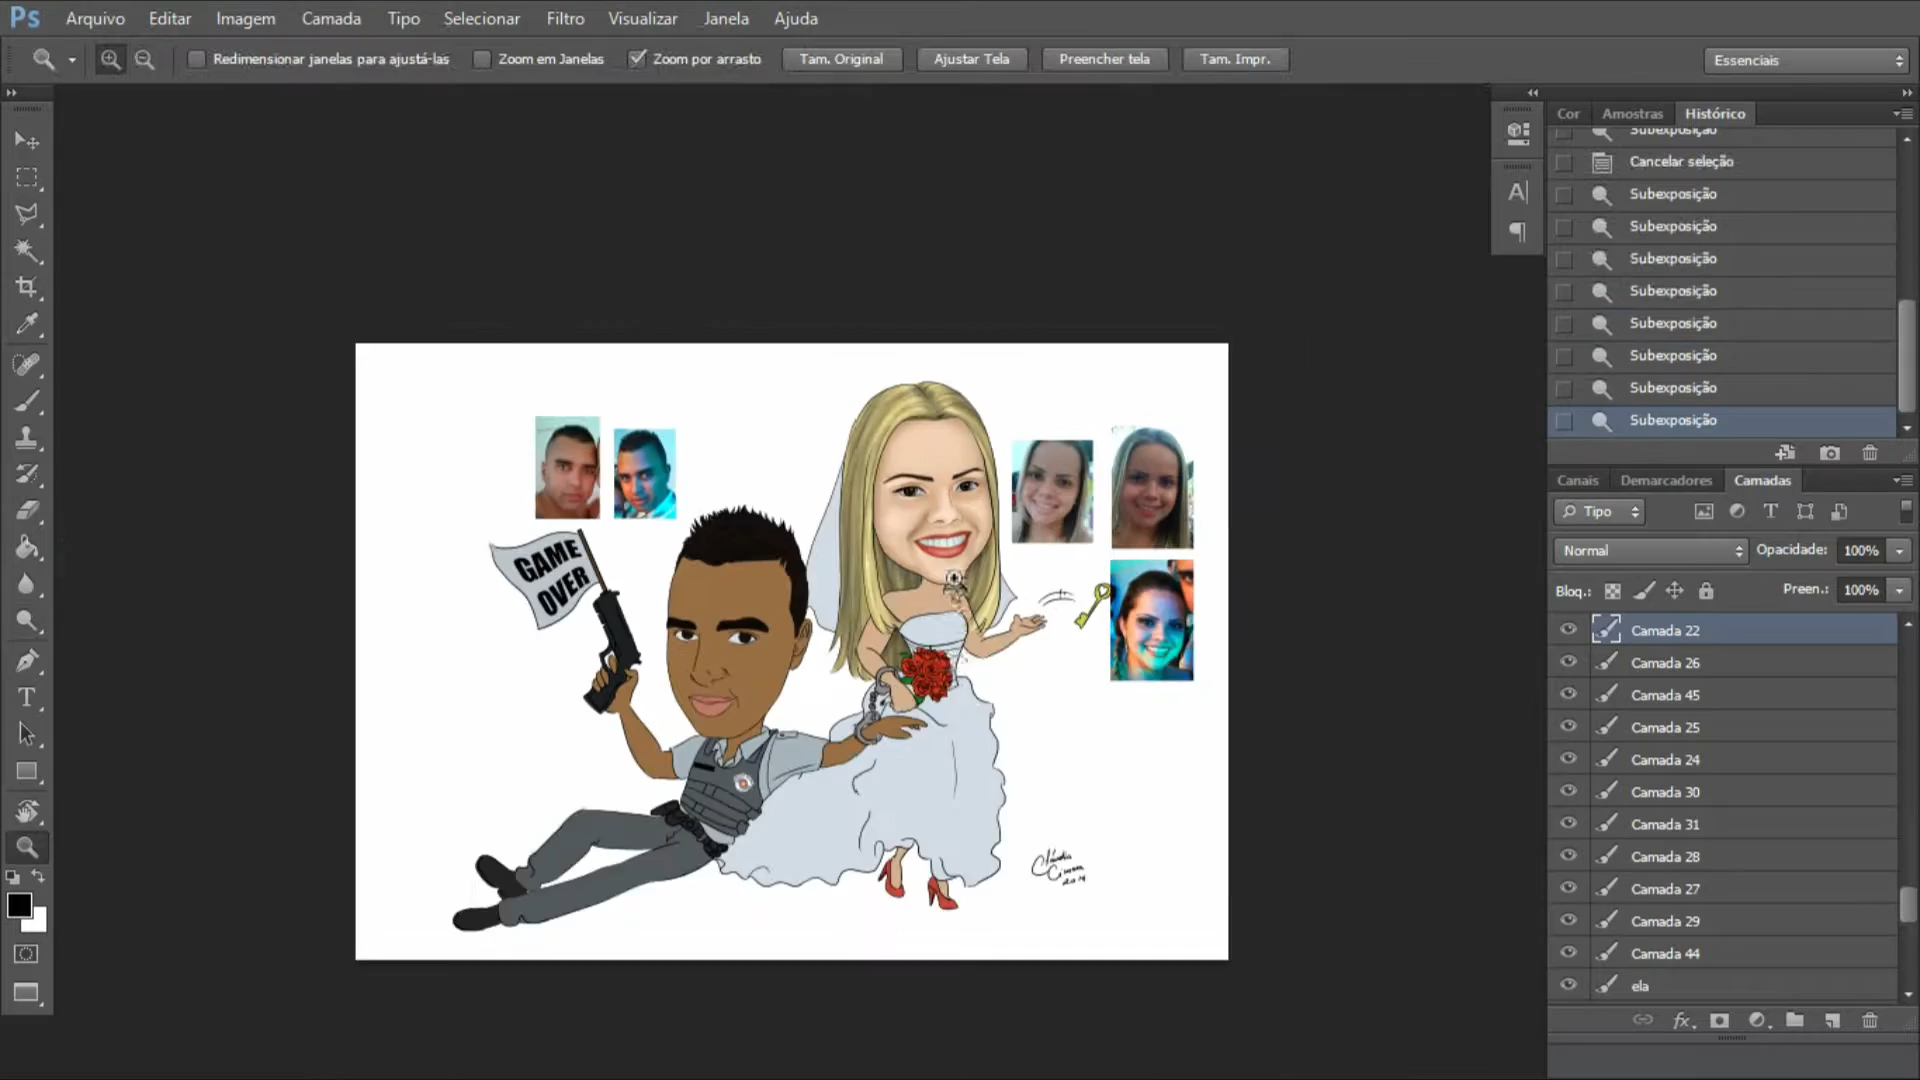 Ps Arquivo Editar Imagem Camada Tipo Selecionar Filtro Visualizar Janela Ajuda
Redimensionar janelas para ajustá-las Zoom em Janelas Zoom por arrasto Tam. Original Ajustar Tela Preencher tela Tam. Impr. Essenciais
Cor Amostras Histórico
Subexposição
Cancelar seleção
Subexposição
Subexposição
Subexposição
Subexposição
Subexposição
Subexposição
Subexposição
Subexposição
Canais Demarcadores Camadas
Tipo
Normal Opacidade: 100%
Bloq.: Preen.: 100%
Camada 22
Camada 26
Camada 45
Camada 25
Camada 24
Camada 30
Camada 31
Camada 28
Camada 27
Camada 29
Camada 44
ela
GAME
OVER